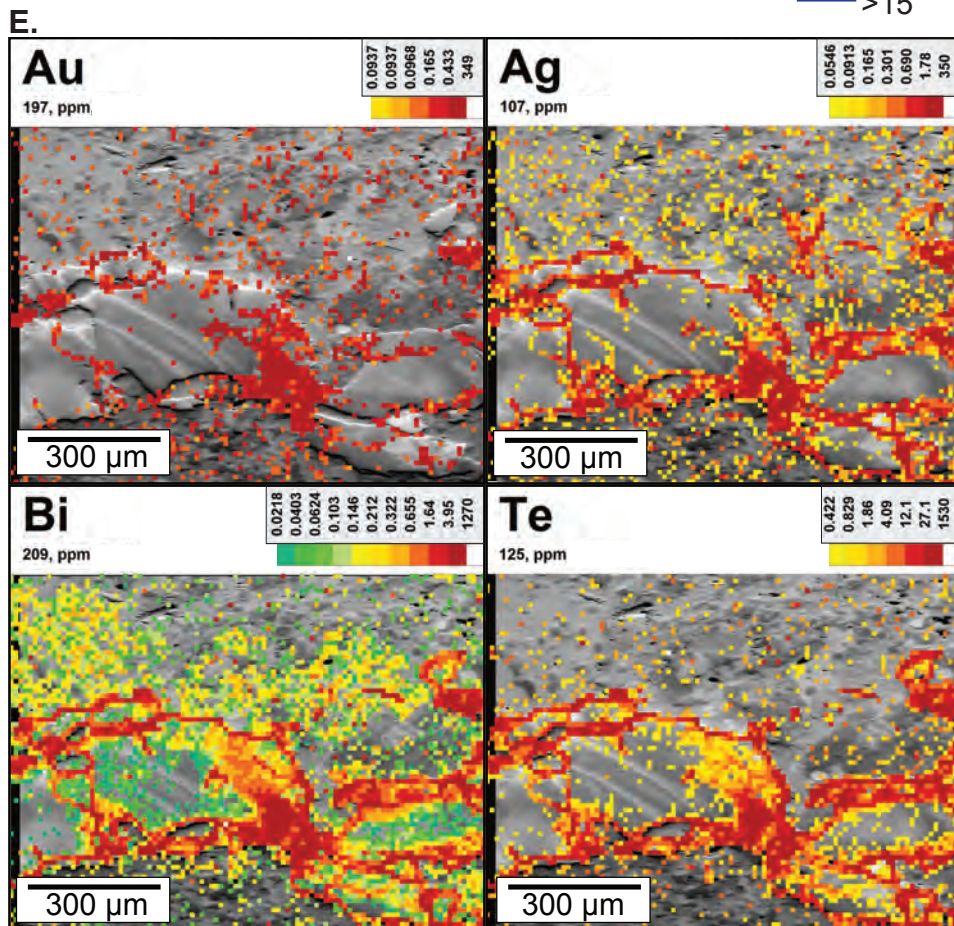 >15
E.
Au
197, ppm
0.0937
0.0937
0.0968
0.165
0.433
349
300 µm
Ag
107, ppm
0.0546
0.0913
0.165
0.301
0.690
1.78
350
300 µm
Bi
209, ppm
0.0218
0.0403
0.0624
0.103
0.146
0.212
0.322
0.655
1.64
3.95
1270
300 µm
Te
125, ppm
0.422
0.829
1.86
4.09
12.1
27.1
1530
300 µm